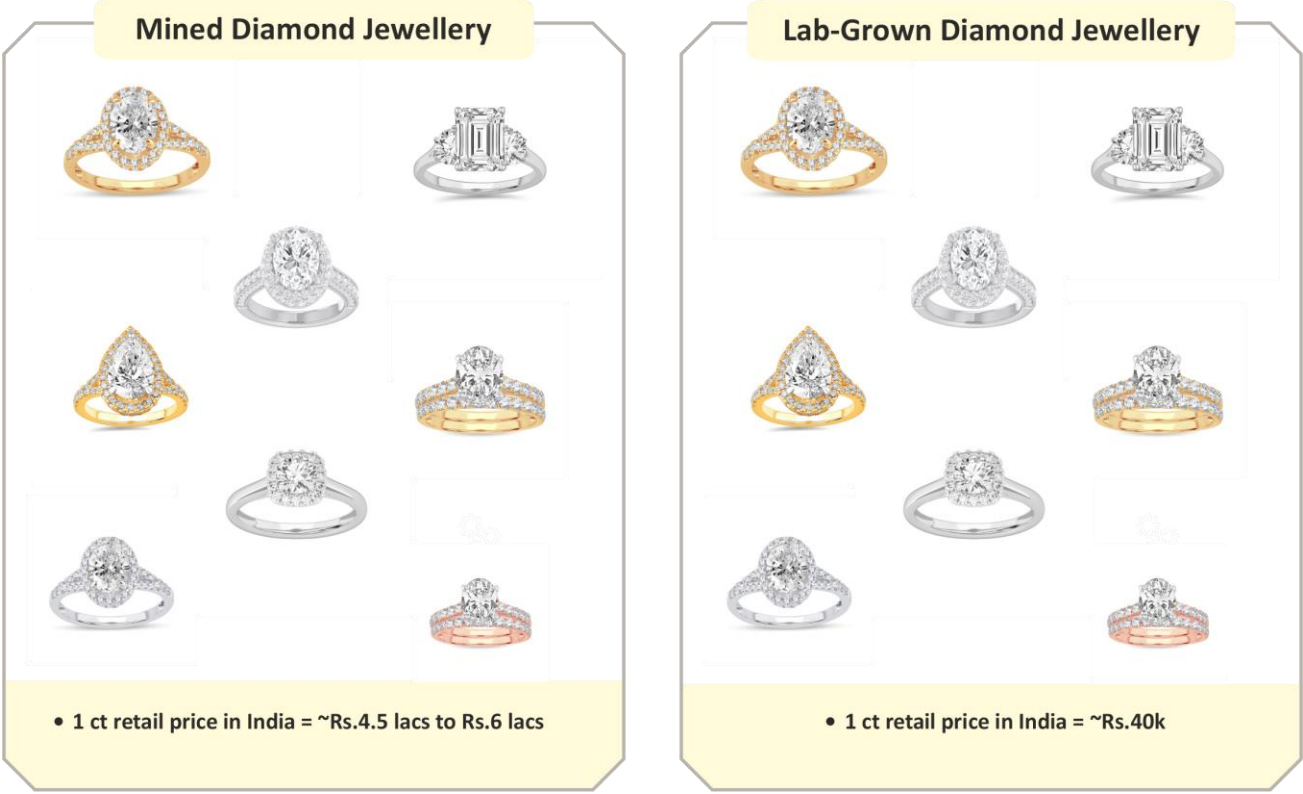 Mined Diamond Jewellery
• 1 ct retail price in India = ~Rs.4.5 lacs to Rs.6 lacs
Lab-Grown Diamond Jewellery
• 1 ct retail price in India = ~Rs.40k